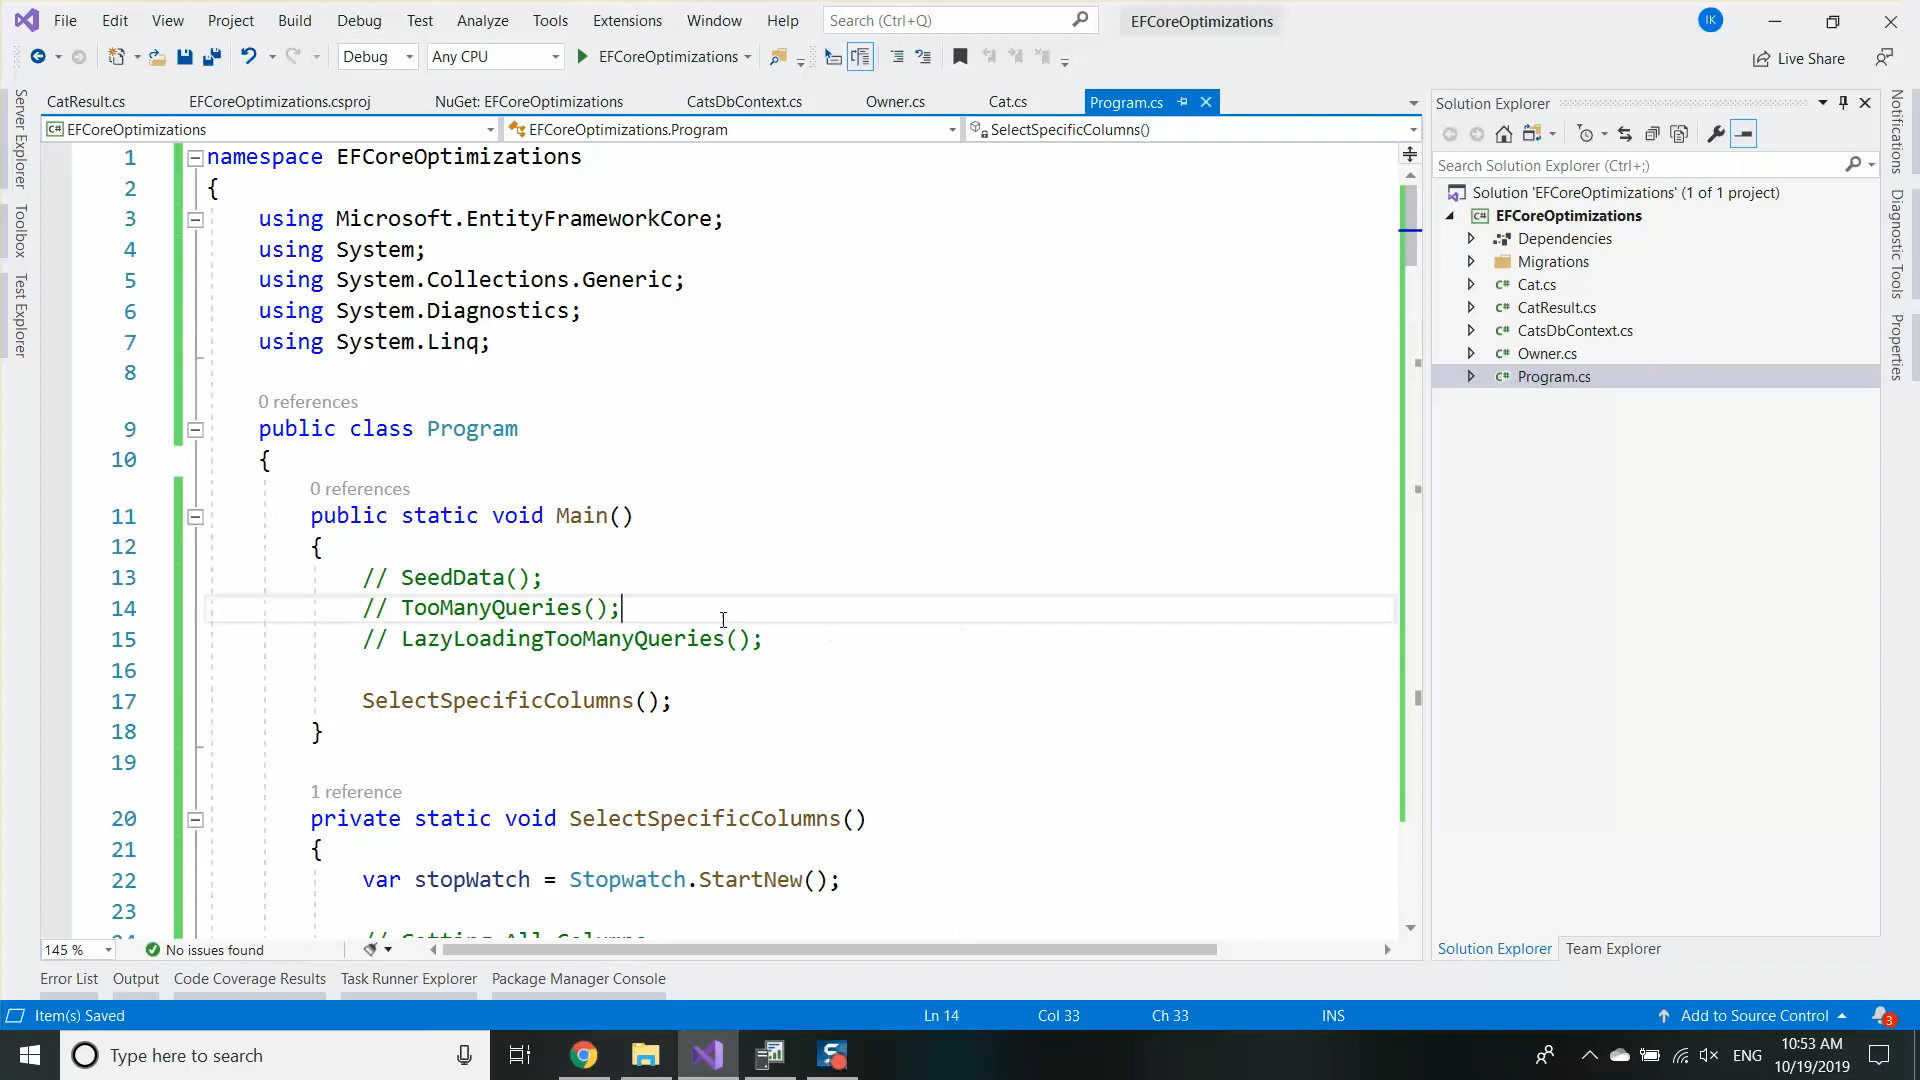 File Edit View Project Build Debug Test Analyze Tools Extensions Window Help Search (Ctrl+Q) EFCoreOptimizations IK
Debug Any CPU EFCoreOptimizations Live Share
CatResult.cs EFCoreOptimizations.csproj NuGet: EFCoreOptimizations CatsDbContext.cs Owner.cs Cat.cs Program.cs
C# EFCoreOptimizations EFCoreOptimizations.Program SelectSpecificColumns()
Server Explorer
Toolbox
Test Explorer
1 namespace EFCoreOptimizations
2 {
3 using Microsoft.EntityFrameworkCore;
4 using System;
5 using System.Collections.Generic;
6 using System.Diagnostics;
7 using System.Linq;
8
0 references
9 public class Program
10 {
0 references
11 public static void Main()
12 {
13 // SeedData();
14 // TooManyQueries();
15 // LazyLoadingTooManyQueries();
16
17 SelectSpecificColumns();
18 }
19
1 reference
20 private static void SelectSpecificColumns()
21 {
22 var stopWatch = Stopwatch.StartNew();
23
24 // Getting All Columns
145 % No issues found
Solution Explorer
Search Solution Explorer (Ctrl+;)
Solution 'EFCoreOptimizations' (1 of 1 project)
C# EFCoreOptimizations
Dependencies
Migrations
C# Cat.cs
C# CatResult.cs
C# CatsDbContext.cs
C# Owner.cs
C# Program.cs
Solution Explorer Team Explorer
Notifications
Diagnostic Tools
Properties
Error List Output Code Coverage Results Task Runner Explorer Package Manager Console
Item(s) Saved Ln 14 Col 33 Ch 33 INS Add to Source Control 3
Type here to search ENG 10:53 AM
10/19/2019